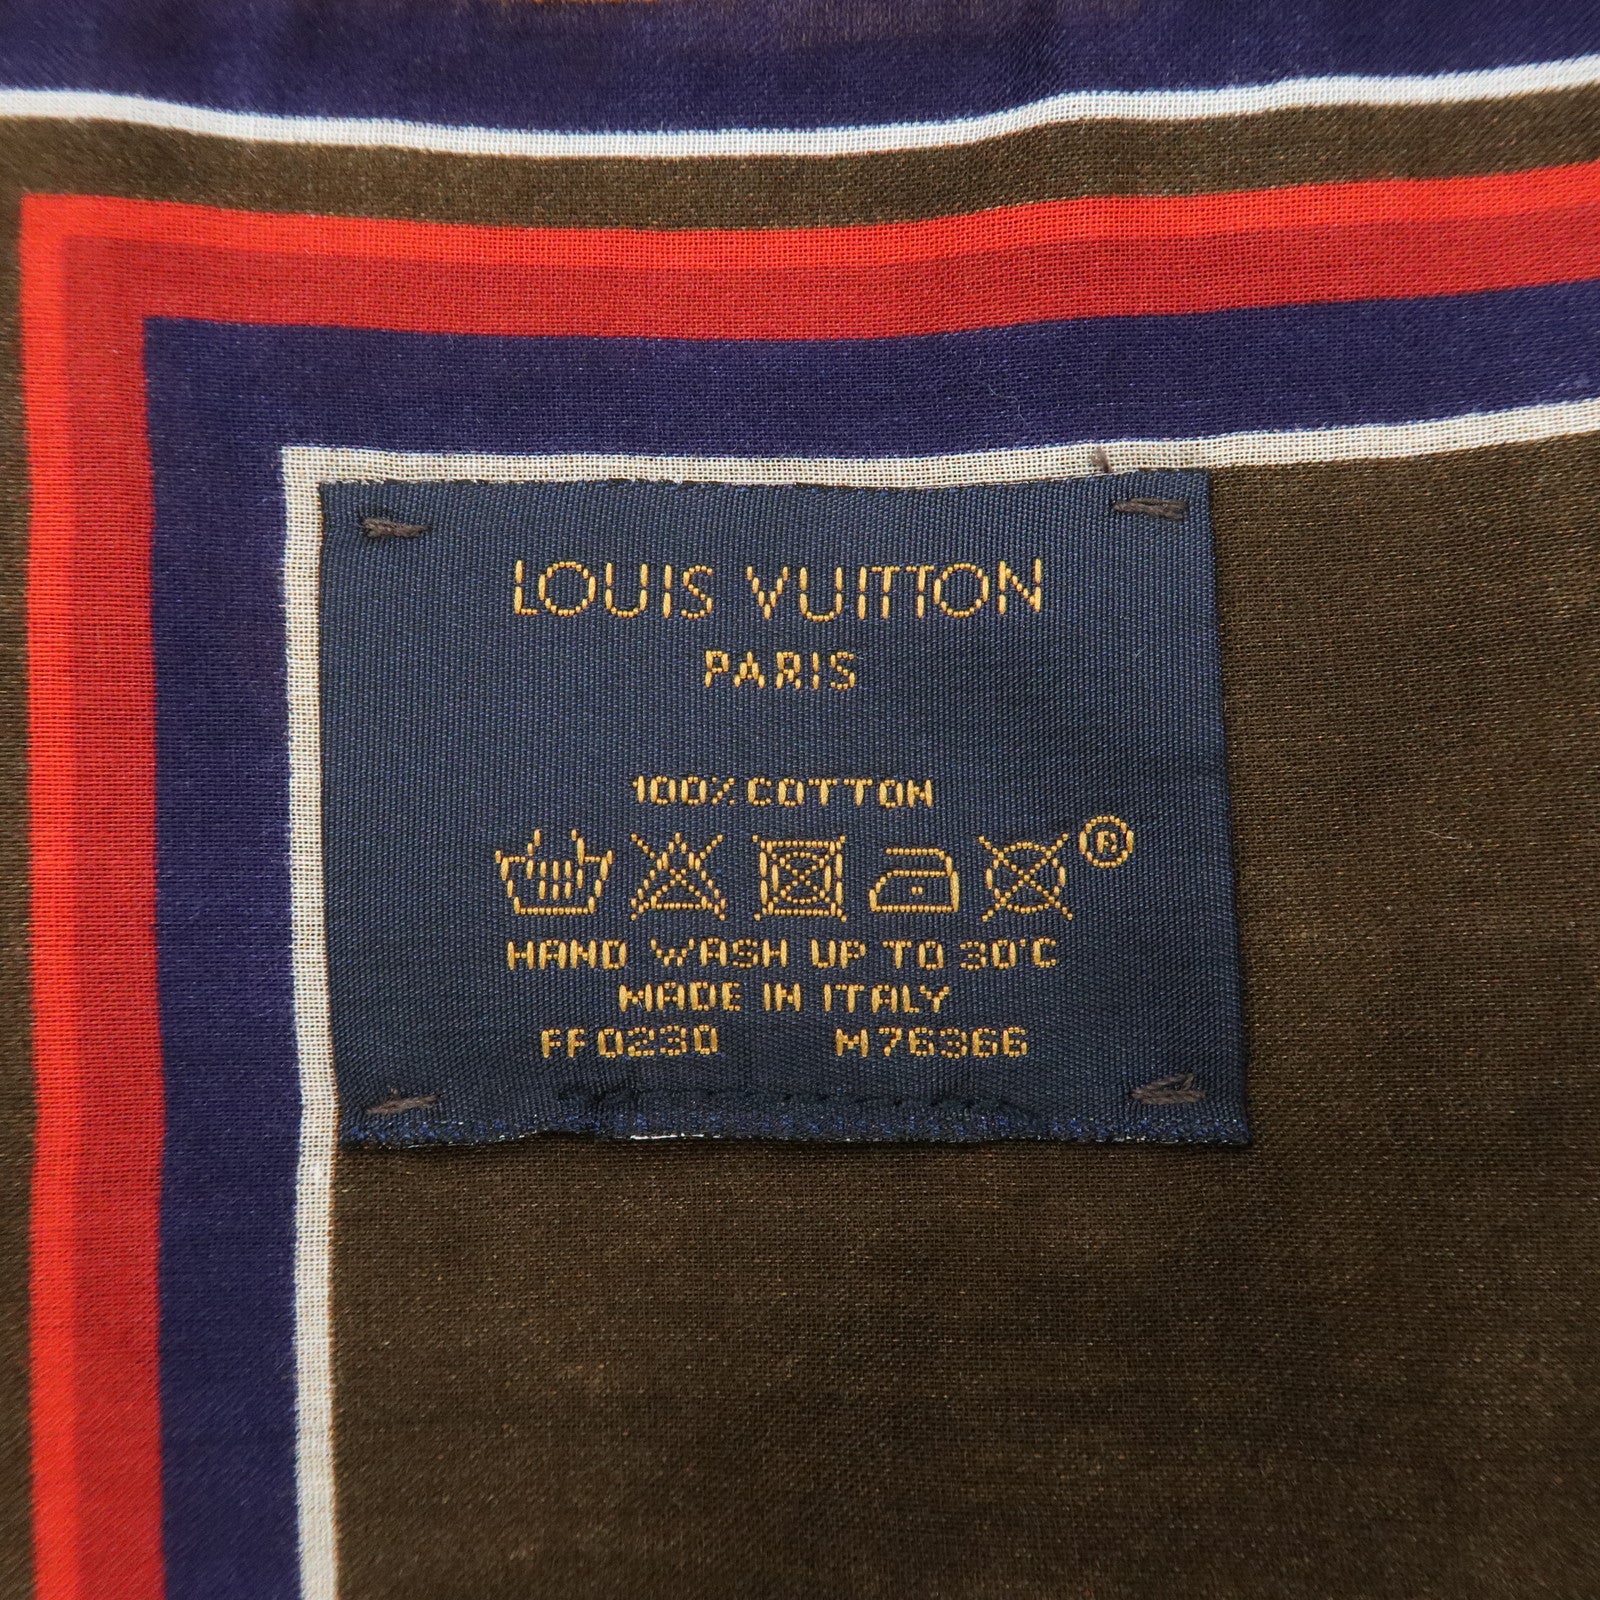 LOUIS VUITTON
PARIS
100% COTTON
®
HAND WASH UP TO 30°C
MADE IN ITALY
FF0230 M76366